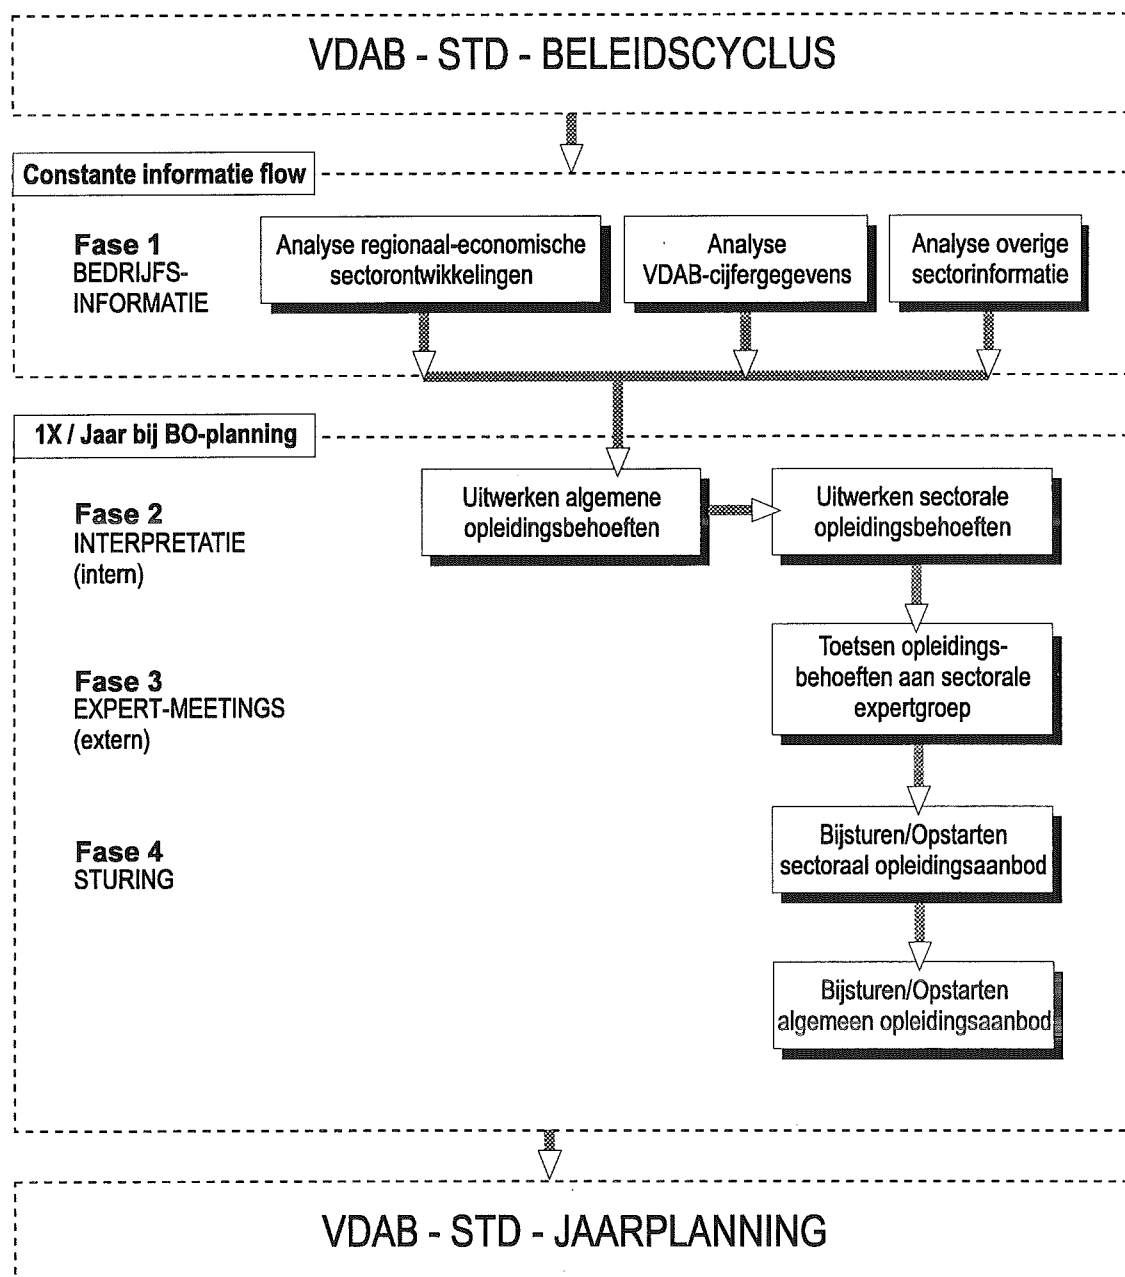 VDAB - STD - BELEIDSCYCLUS
Constante informatie flow
Fase 1
BEDRIJFS-
INFORMATIE
Analyse regionaal-economische
sectorontwikkelingen
Analyse
VDAB-cijfergegevens
Analyse overige
sectorinformatie
1X / Jaar bij BO-planning
Fase 2
INTERPRETATIE
(intern)
Uitwerken algemene
opleidingsbehoeften
Uitwerken sectorale
opleidingsbehoeften
Fase 3
EXPERT-MEETINGS
(extern)
Toetsen opleidings-
behoeften aan sectorale
expertgroep
Fase 4
STURING
Bijsturen/Opstarten
sectoraal opleidingsaanbod
Bijsturen/Opstarten
algemeen opleidingsaanbod
VDAB - STD - JAARPLANNING